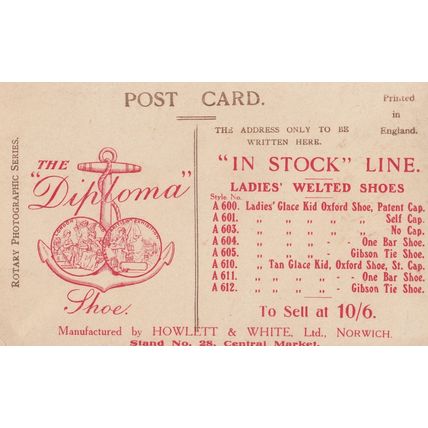 POST CARD.
Printed
in
England.
THE ADDRESS ONLY TO BE
WRITTEN HERE.
ROTARY PHOTOGRAPHIC SERIES.
THE
"Diploma"
Shoe.
"IN STOCK" LINE.
LADIES' WELTED SHOES
Style No.
A 600. Ladies' Glace Kid Oxford Shoe, Patent Cap.
A 601. ,, ,, ,, ,, ,, Self Cap.
A 603. ,, ,, ,, ,, ,, No Cap.
A 604. ,, ,, ,, - One Bar Shoe.
A 605. ,, ,, ,, - Gibson Tie Shoe.
A 610. ,, Tan Glace Kid, Oxford Shoe, St. Cap.
A 611. ,, ,, ,, ,, - One Bar Shoe.
A 612. ,, ,, ,, ,, - Gibson Tie Shoe.
To Sell at 10/6.
Manufactured by HOWLETT & WHITE, Ltd., NORWICH.
Stand No. 28, Central Market.